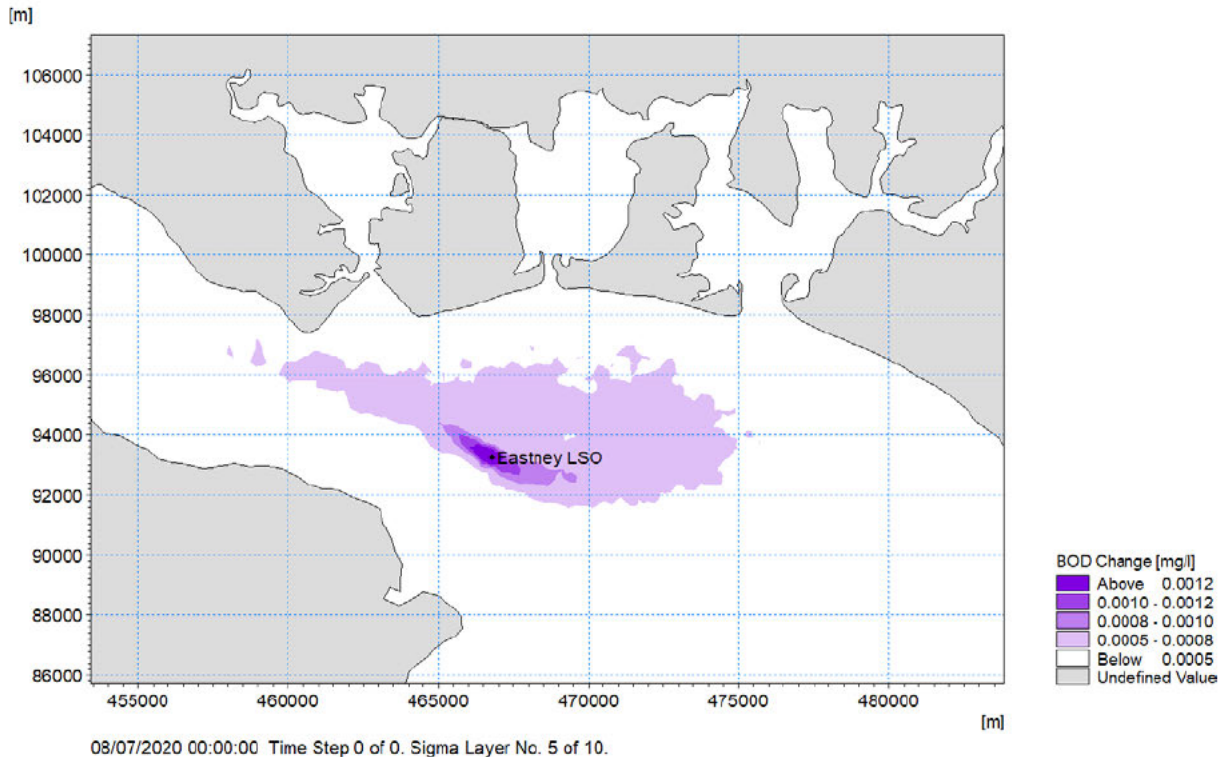 [m]
106000
104000
102000
100000
98000
96000
94000
Eastney LSO
92000
90000
88000
86000
BOD Change [mg/l]
Above 0.0012
0.0010 - 0.0012
0.0008 - 0.0010
0.0005 - 0.0008
Below 0.0005
Undefined Value
455000 460000 465000 470000 475000 480000
[m]
08/07/2020 00:00:00 Time Step 0 of 0. Sigma Layer No. 5 of 10.